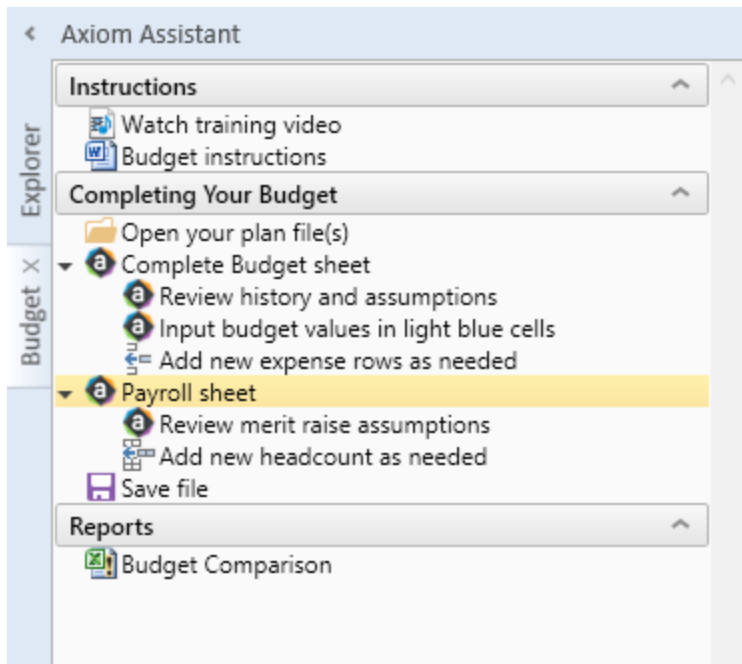 Axiom Assistant
Explorer
Budget
Instructions
Watch training video
Budget instructions
Completing Your Budget
Open your plan file(s)
Complete Budget sheet
Review history and assumptions
Input budget values in light blue cells
Add new expense rows as needed
Payroll sheet
Review merit raise assumptions
Add new headcount as needed
Save file
Reports
Budget Comparison